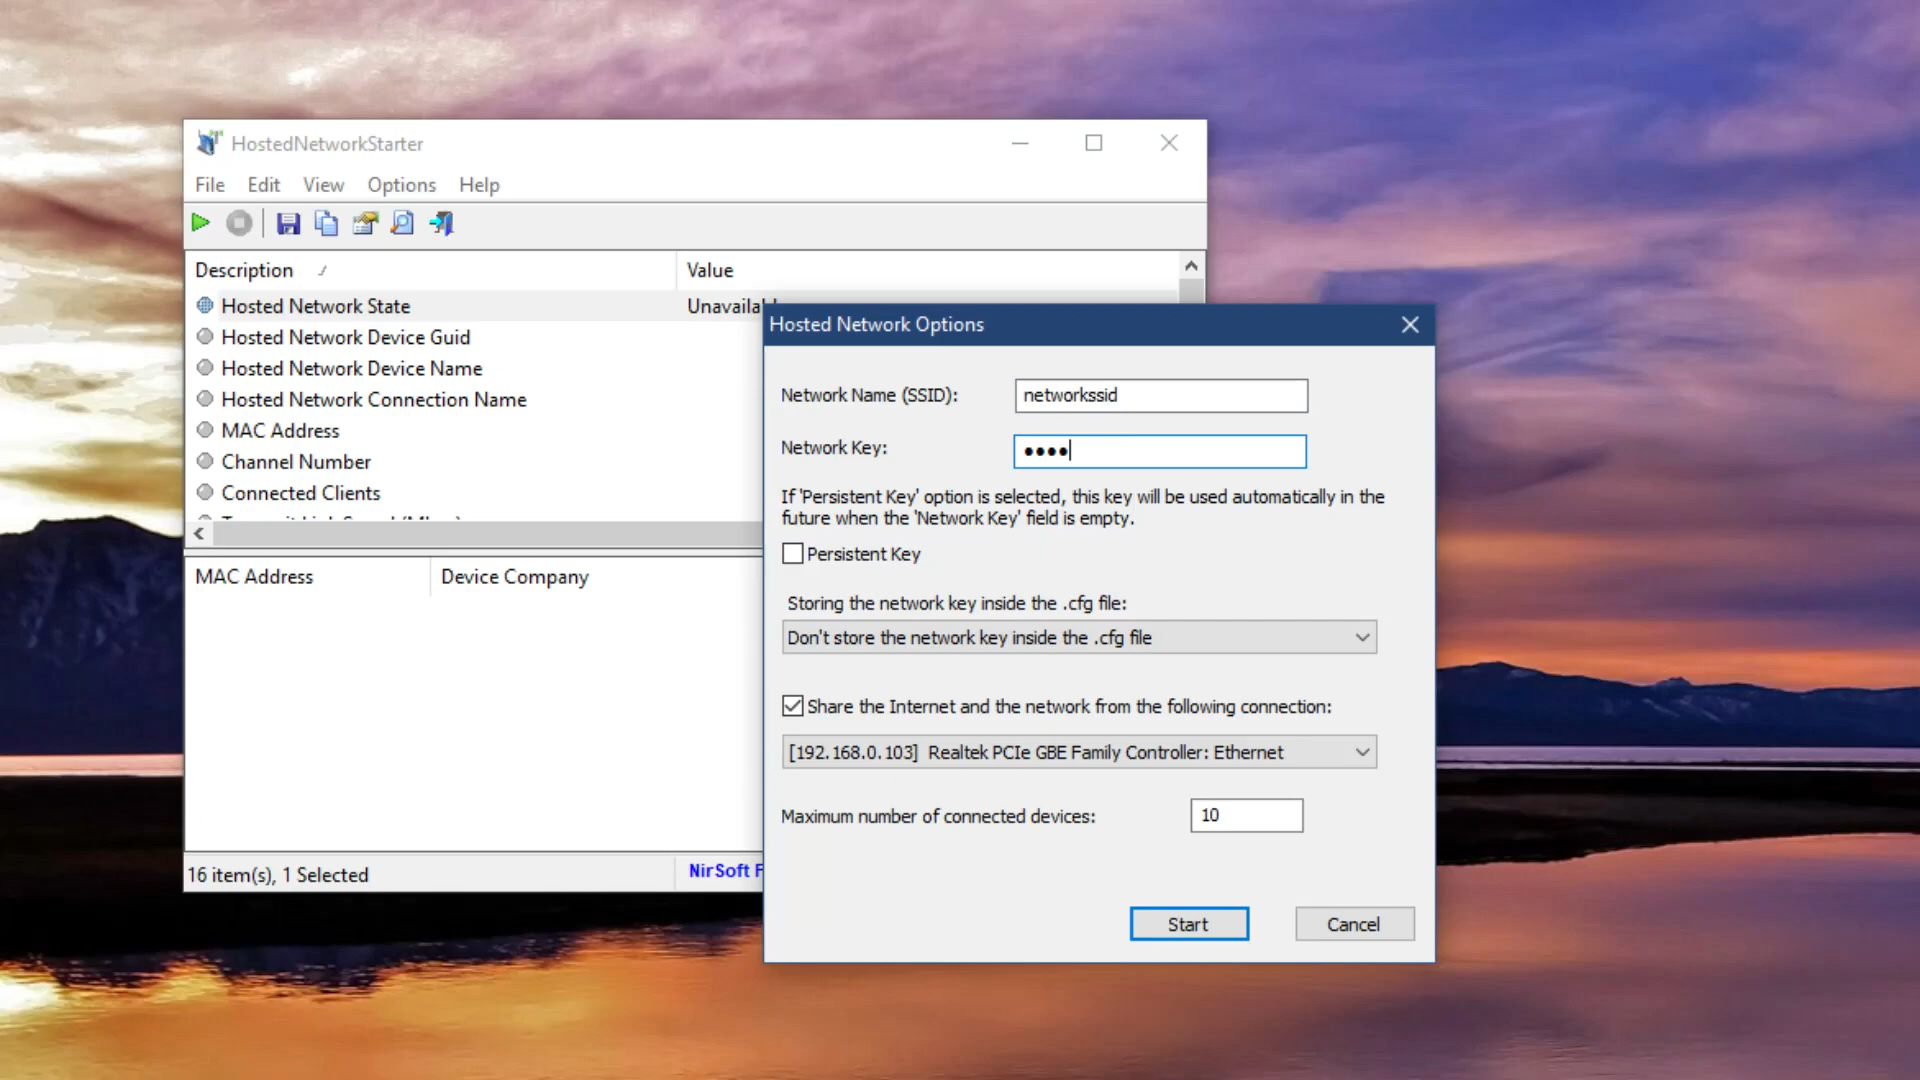 HostedNetworkStarter
File Edit View Options Help
Description Value
Hosted Network State
Hosted Network Device Guid
Hosted Network Device Name
Hosted Network Connection Name
MAC Address
Channel Number
Connected Clients
MAC Address Device Company
16 item(s), 1 Selected
NirSoft F
Hosted Network Options
Network Name (SSID): networkssid
Network Key: ••••
If 'Persistent Key' option is selected, this key will be used automatically in the
future when the 'Network Key' field is empty.
Persistent Key
Storing the network key inside the .cfg file:
Don't store the network key inside the .cfg file
Share the Internet and the network from the following connection:
[192.168.0.103] Realtek PCIe GBE Family Controller: Ethernet
Maximum number of connected devices: 10
Start Cancel